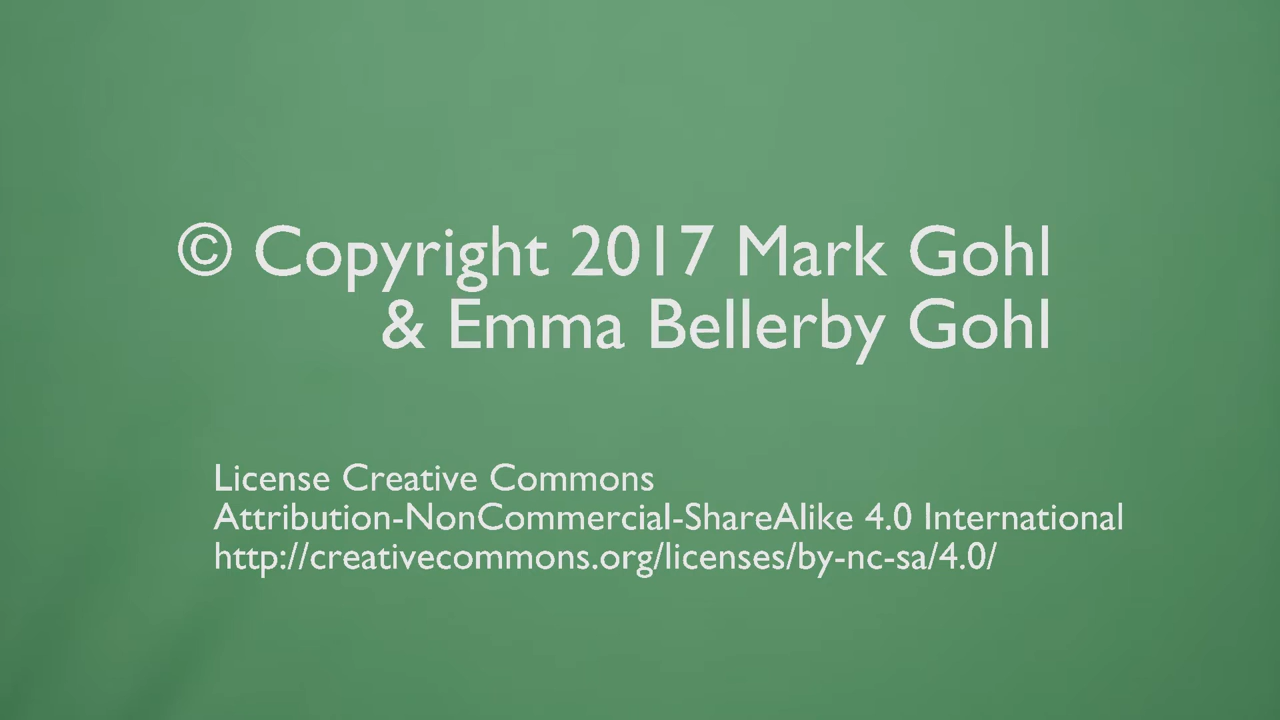 © Copyright 2017 Mark Gohl
& Emma Bellerby Gohl
License Creative Commons
Attribution-NonCommercial-ShareAlike 4.0 International
http://creativecommons.org/licenses/by-nc-sa/4.0/